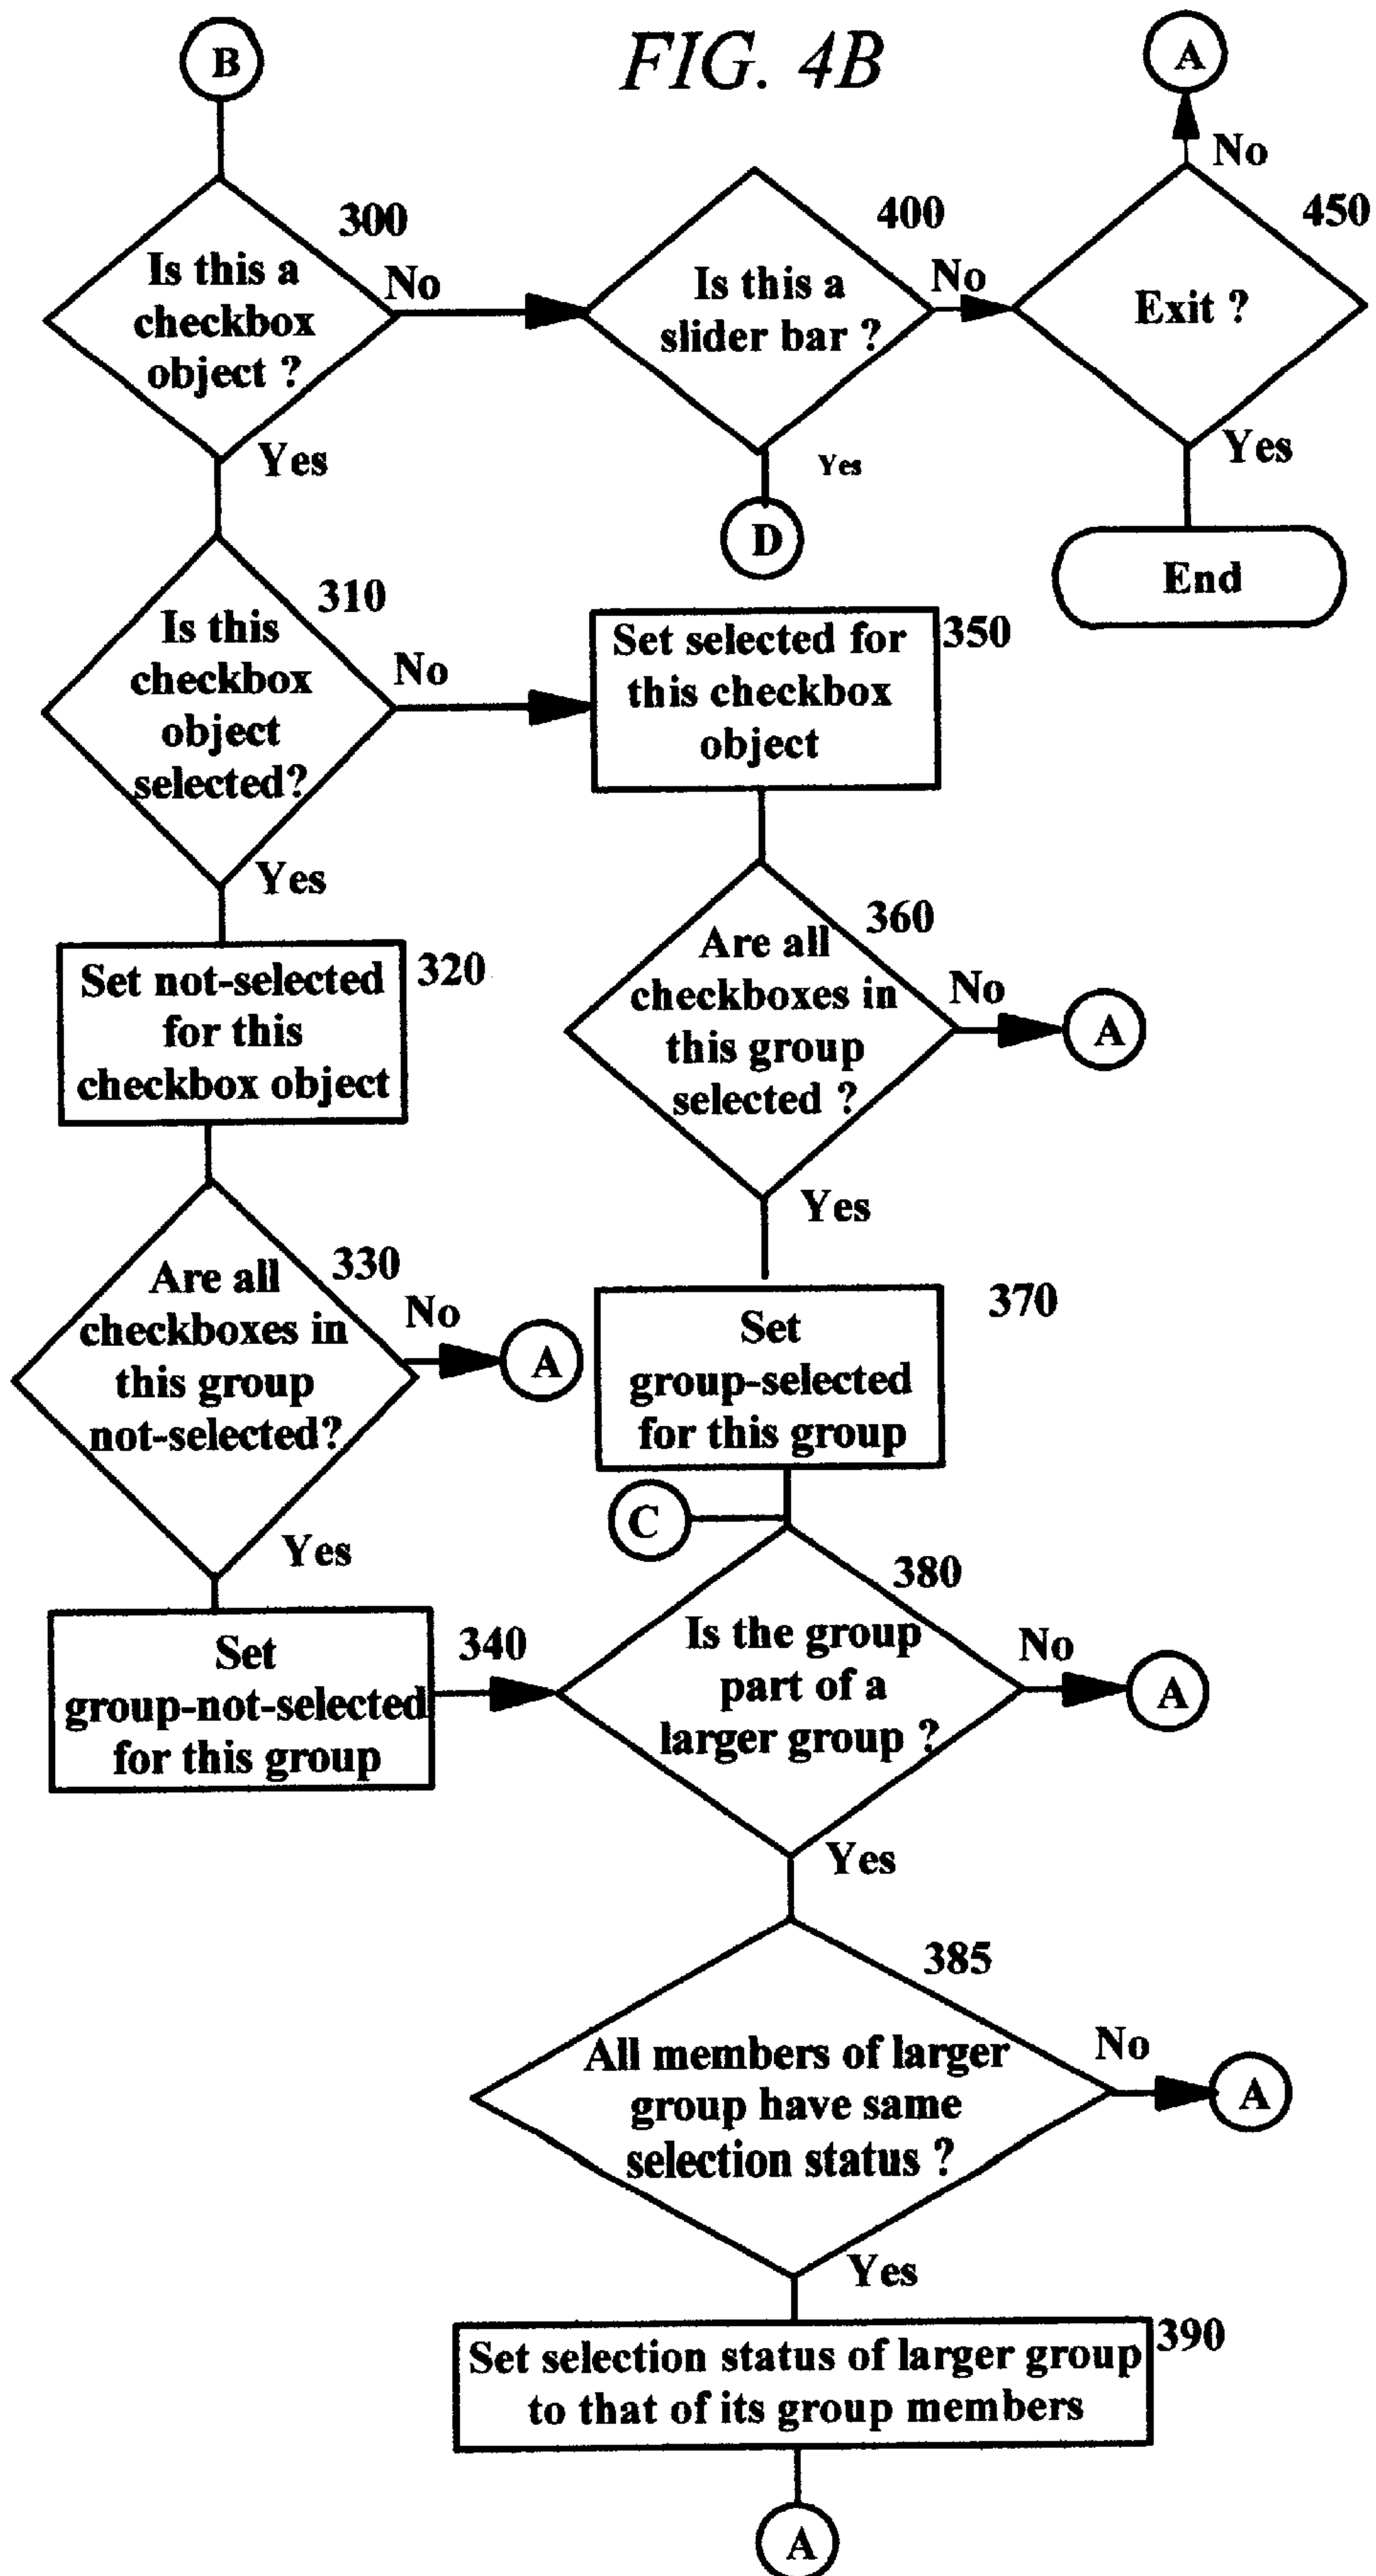 B
FIG. 4B
A
No
300
Is this a
checkbox
object ?
No
Yes
400
Is this a
slider bar ?
No
Yes
D
450
Exit ?
Yes
End
310
Is this
checkbox
object
selected?
No
Yes
350
Set selected for
this checkbox
object
320
Set not-selected
for this
checkbox object
360
Are all
checkboxes in
this group
selected ?
No
A
Yes
330
Are all
checkboxes in
this group
not-selected?
No
A
Yes
370
Set
group-selected
for this group
C
340
Set
group-not-selected
for this group
380
Is the group
part of a
larger group ?
No
A
Yes
385
All members of larger
group have same
selection status ?
No
A
Yes
390
Set selection status of larger group
to that of its group members
A